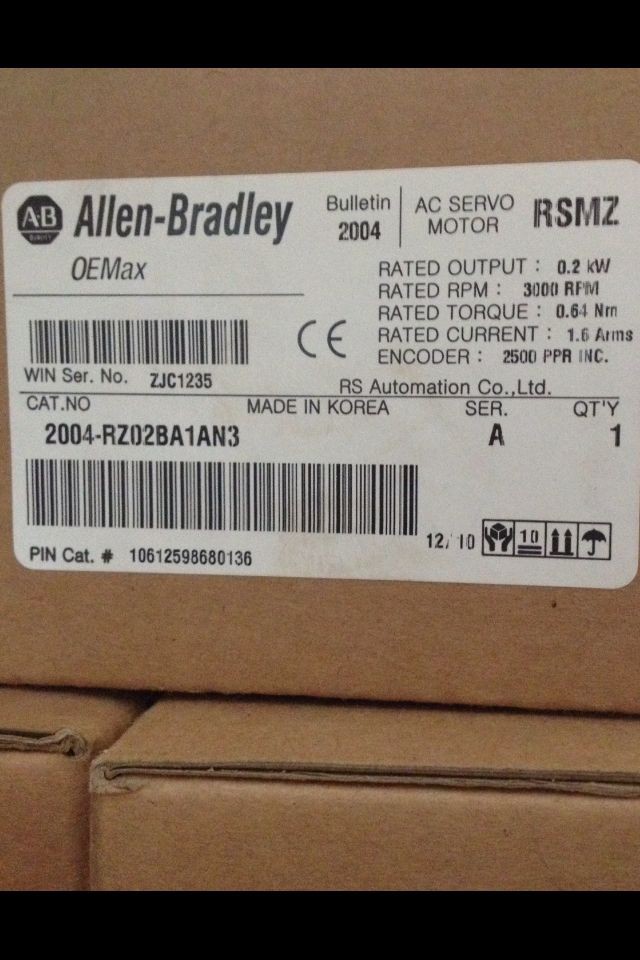 A·B Allen-Bradley
QUALITY
OEMax
Bulletin
2004
AC SERVO
MOTOR
RSMZ
RATED OUTPUT : 0.2 kW
RATED RPM : 3000 RPM
RATED TORQUE : 0.64 Nm
RATED CURRENT : 1.6 Arms
ENCODER : 2500 PPR INC.
CE
WIN Ser. No. ZJC1235
RS Automation Co.,Ltd.
CAT.NO MADE IN KOREA SER. QT'Y
2004-RZ02BA1AN3 A 1
12/10 10
PIN Cat. # 10612598680136